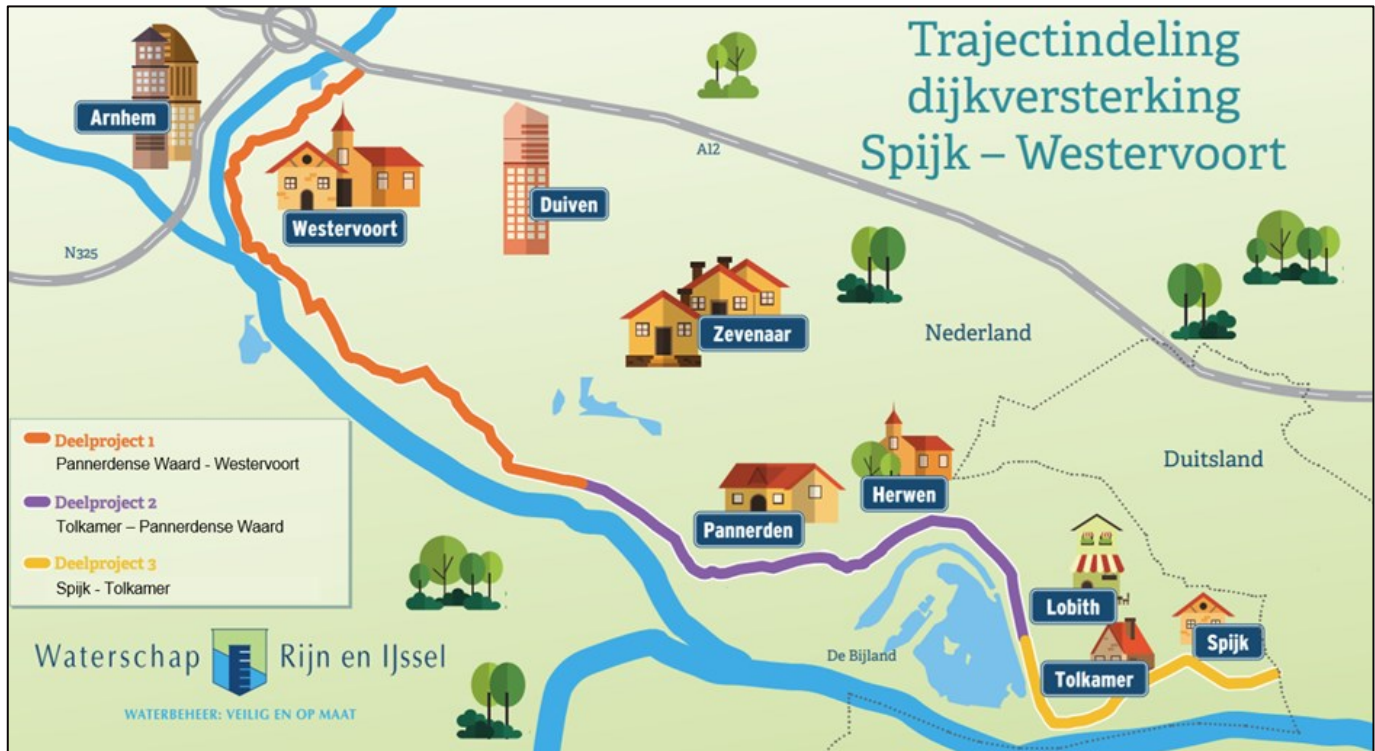 Trajectindeling
dijkversterking
Spijk – Westervoort
Arnhem
Westervoort
Duiven
A12
N325
Zevenaar
Nederland
Duitsland
Herwen
Pannerden
Lobith
Spijk
Tolkamer
De Bijland
Deelproject 1
Pannerdense Waard - Westervoort
Deelproject 2
Tolkamer – Pannerdense Waard
Deelproject 3
Spijk - Tolkamer
Waterschap Rijn en IJssel
WATERBEHEER: VEILIG EN OP MAAT